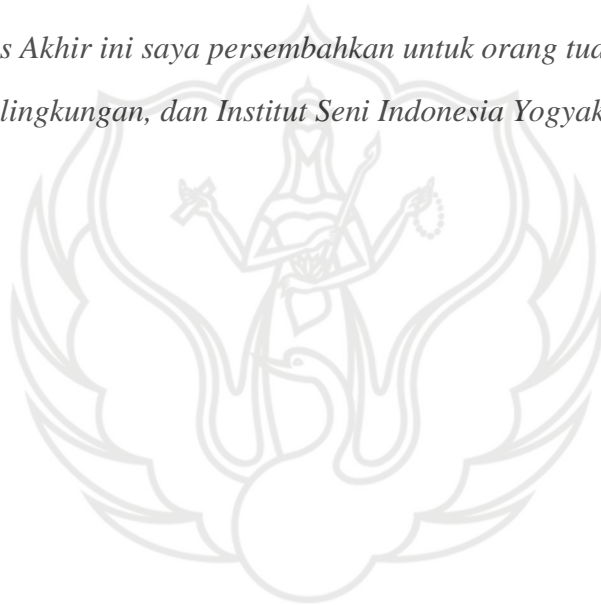 s Akhir ini saya persembahkan untuk orang tua
lingkungan, dan Institut Seni Indonesia Yogyak